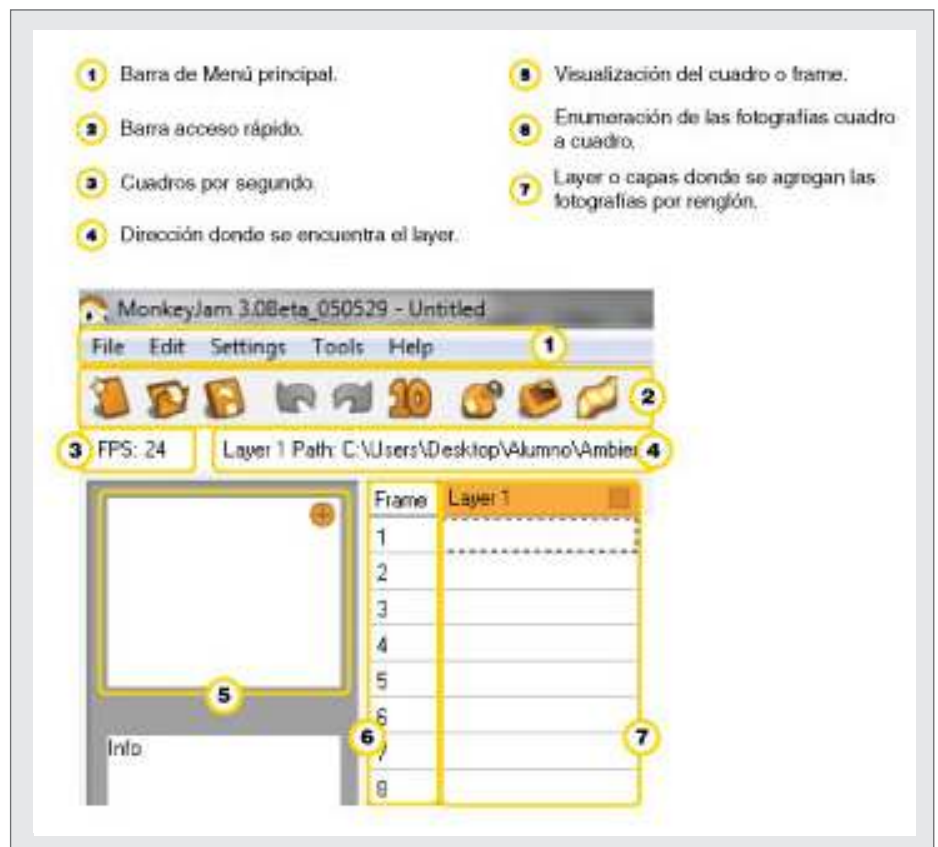 1 Barra de Menú principal.
2 Barra acceso rápido.
3 Cuadros por segundo.
4 Dirección donde se encuentra el layer.
5 Visualización del cuadro o frame.
6 Enumeración de las fotografías cuadro
a cuadro.
7 Layer o capas donde se agregan las
fotografías por renglón.
MonkeyJam 3.0Beta_050529 - Untitled
File Edit Settings Tools Help 1
10 2
3 FPS: 24 Layer 1 Path: C:\Users\Desktop\Alumno\Ambien 4
Frame Layer 1
1
2
3
4
5
5
6
6
7
7
Info
8